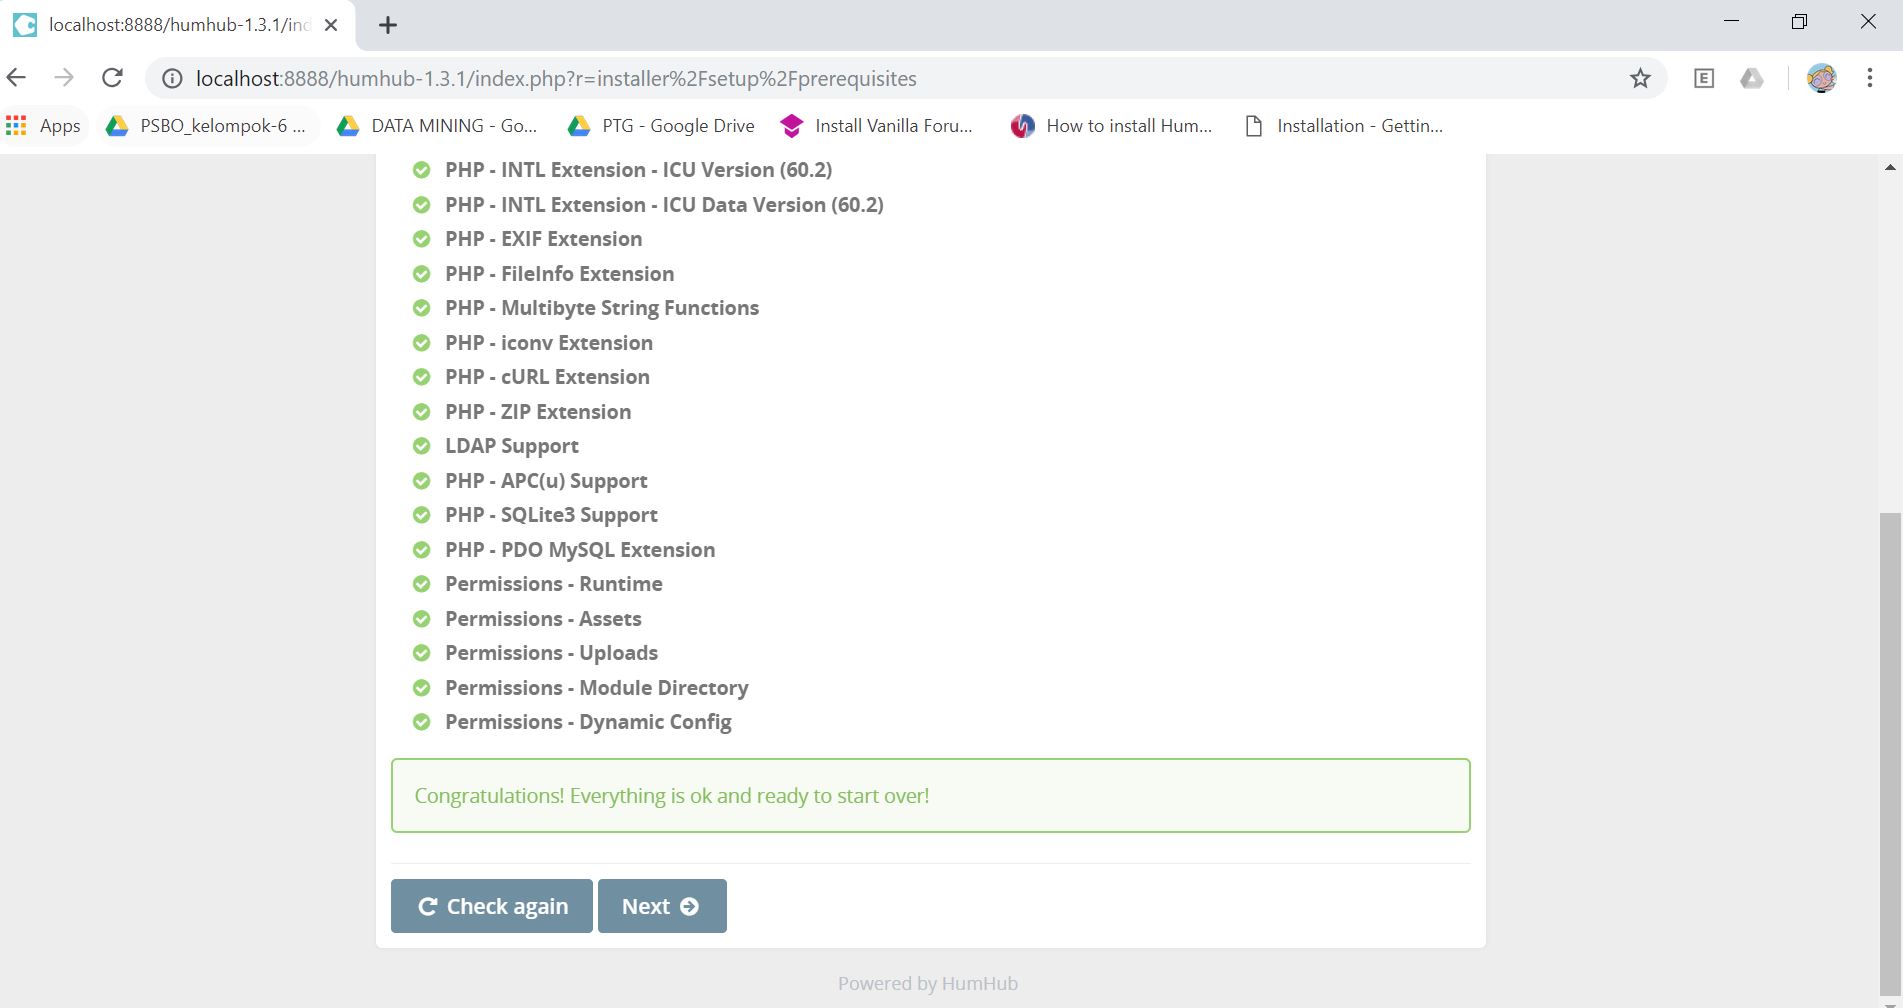 localhost:8888/humhub-1.3.1/ind
localhost:8888/humhub-1.3.1/index.php?r=installer%2Fsetup%2Fprerequisites
E
Apps
PSBO_kelompok-6 ...
DATA MINING - Go...
PTG - Google Drive
Install Vanilla Foru...
How to install Hum...
Installation - Gettin...
PHP - INTL Extension - ICU Version (60.2)
PHP - INTL Extension - ICU Data Version (60.2)
PHP - EXIF Extension
PHP - FileInfo Extension
PHP - Multibyte String Functions
PHP - iconv Extension
PHP - cURL Extension
PHP - ZIP Extension
LDAP Support
PHP - APC(u) Support
PHP - SQLite3 Support
PHP - PDO MySQL Extension
Permissions - Runtime
Permissions - Assets
Permissions - Uploads
Permissions - Module Directory
Permissions - Dynamic Config
Congratulations! Everything is ok and ready to start over!
Check again
Next
Powered by HumHub